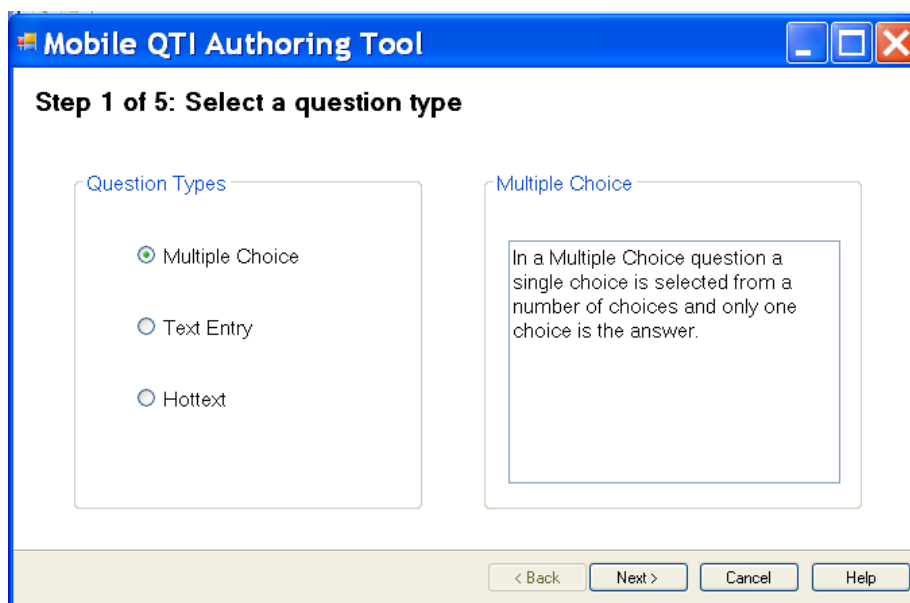 Mobile QTI Authoring Tool
Step 1 of 5: Select a question type
Question Types
Multiple Choice
Text Entry
Hottext
Multiple Choice
In a Multiple Choice question a
single choice is selected from a
number of choices and only one
choice is the answer.
< Back
Next >
Cancel
Help